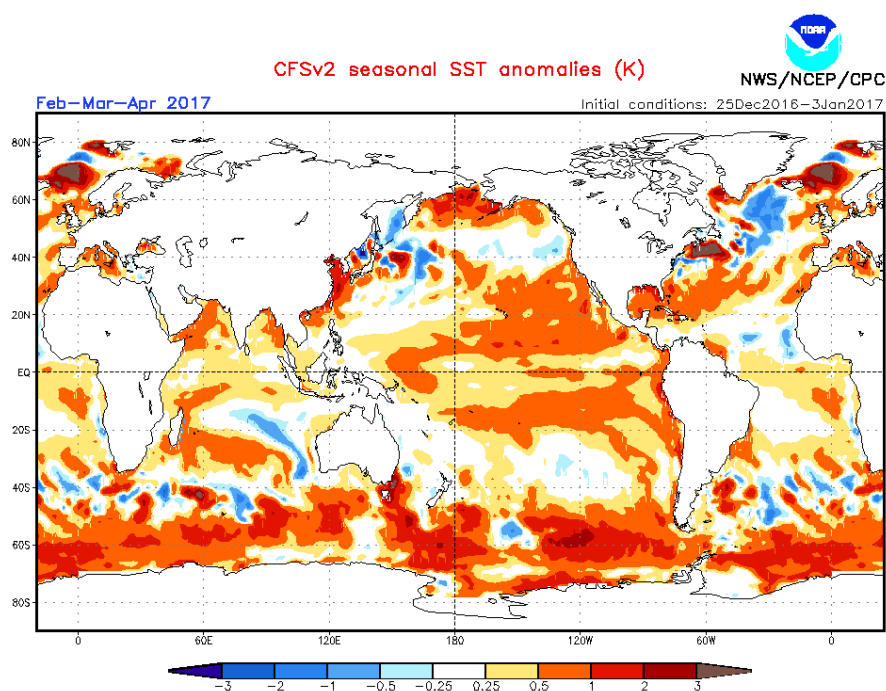 NOAA
CFSv2 seasonal SST anomalies (K)
NWS/NCEP/CPC
Feb-Mar-Apr 2017
Initial conditions: 25Dec2016-3Jan2017
80N
60N
40N
20N
EQ
20S
40S
60S
80S
0 60E 120E 180 120W 60W 0
-3 -2 -1 -0.5 -0.25 0.25 0.5 1 2 3